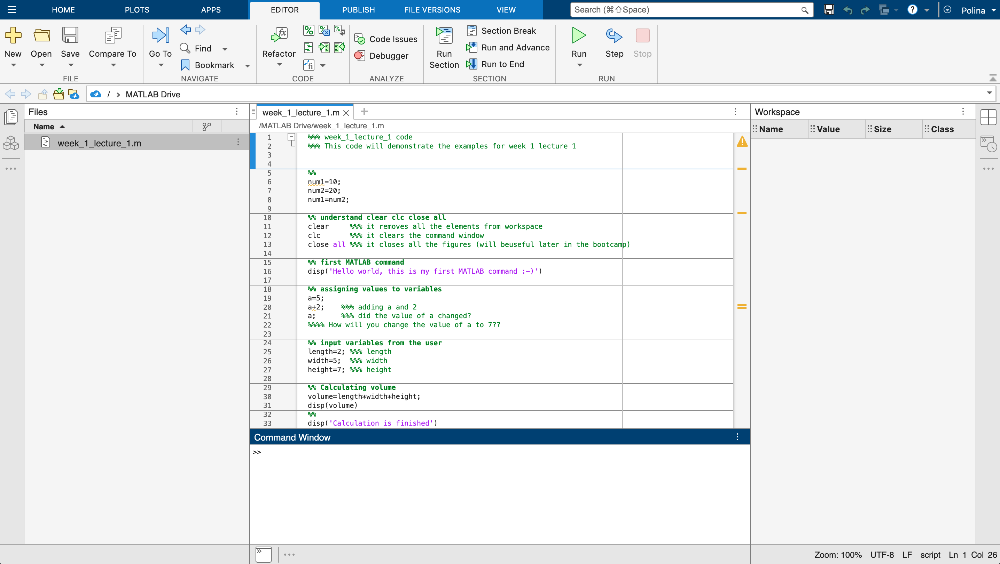 HOME PLOTS APPS EDITOR PUBLISH FILE VERSIONS VIEW Search (⌘⇧Space) Polina
New Open Save Compare To
FILE
Go To Find Bookmark
NAVIGATE
Refactor
CODE
Code Issues
Debugger
ANALYZE
Run Section
Section Break
Run and Advance
Run to End
SECTION
Run Step Stop
RUN
/ › MATLAB Drive
Files
Name
week_1_lecture_1.m
week_1_lecture_1.m
/MATLAB Drive/week_1_lecture_1.m
1 %%% week_1_lecture_1 code
2 %%% This code will demonstrate the examples for week 1 lecture 1
3
4
5 %%
6 num1=10;
7 num2=20;
8 num1=num2;
9
10 %% understand clear clc close all
11 clear %%% it removes all the elements from workspace
12 clc %%% it clears the command window
13 close all %%% it closes all the figures (will beuseful later in the bootcamp)
14
15 %% first MATLAB command
16 disp('Hello world, this is my first MATLAB command :-)')
17
18 %% assigning values to variables
19 a=5;
20 a+2; %%% adding a and 2
21 a; %%% did the value of a changed?
22 %%%% How will you change the value of a to 7??
23
24 %% input variables from the user
25 length=2; %%% length
26 width=5; %%% width
27 height=7; %%% height
28
29 %% Calculating volume
30 volume=length*width*height;
31 disp(volume)
32 %%
33 disp('Calculation is finished')
Command Window
>>
Workspace
Name Value Size Class
Zoom: 100% UTF-8 LF script Ln 1 Col 26